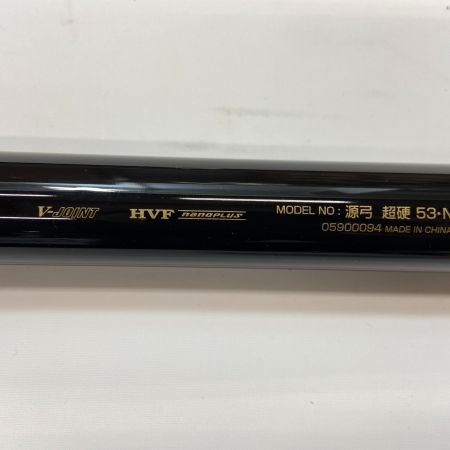 V-JOINT HVF nanoPLUS MODEL NO : 源弓 超硬 53・N
05900094 MADE IN CHINA